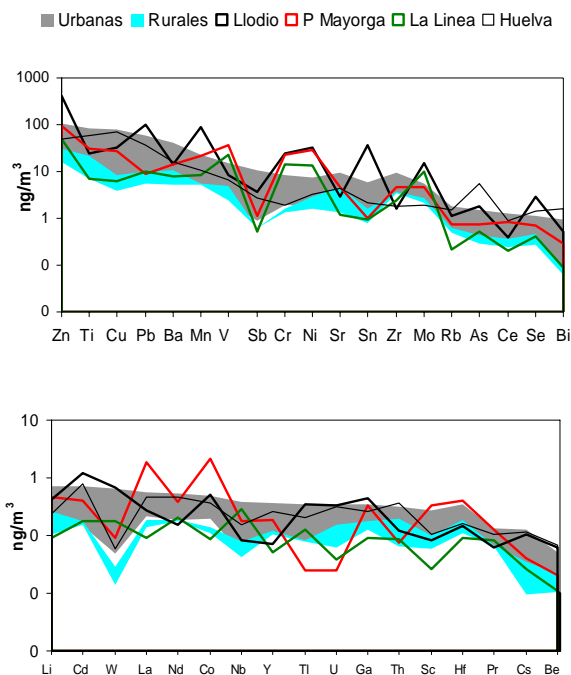 Urbanas Rurales Llodio P Mayorga La Linea Huelva
1000
100
10
1
0
0
ng/m³
Zn Ti Cu Pb Ba Mn V Sb Cr Ni Sr Sn Zr Mo Rb As Ce Se Bi
10
1
0
0
0
ng/m³
Li Cd W La Nd Co Nb Y Tl U Ga Th Sc Hf Pr Cs Be